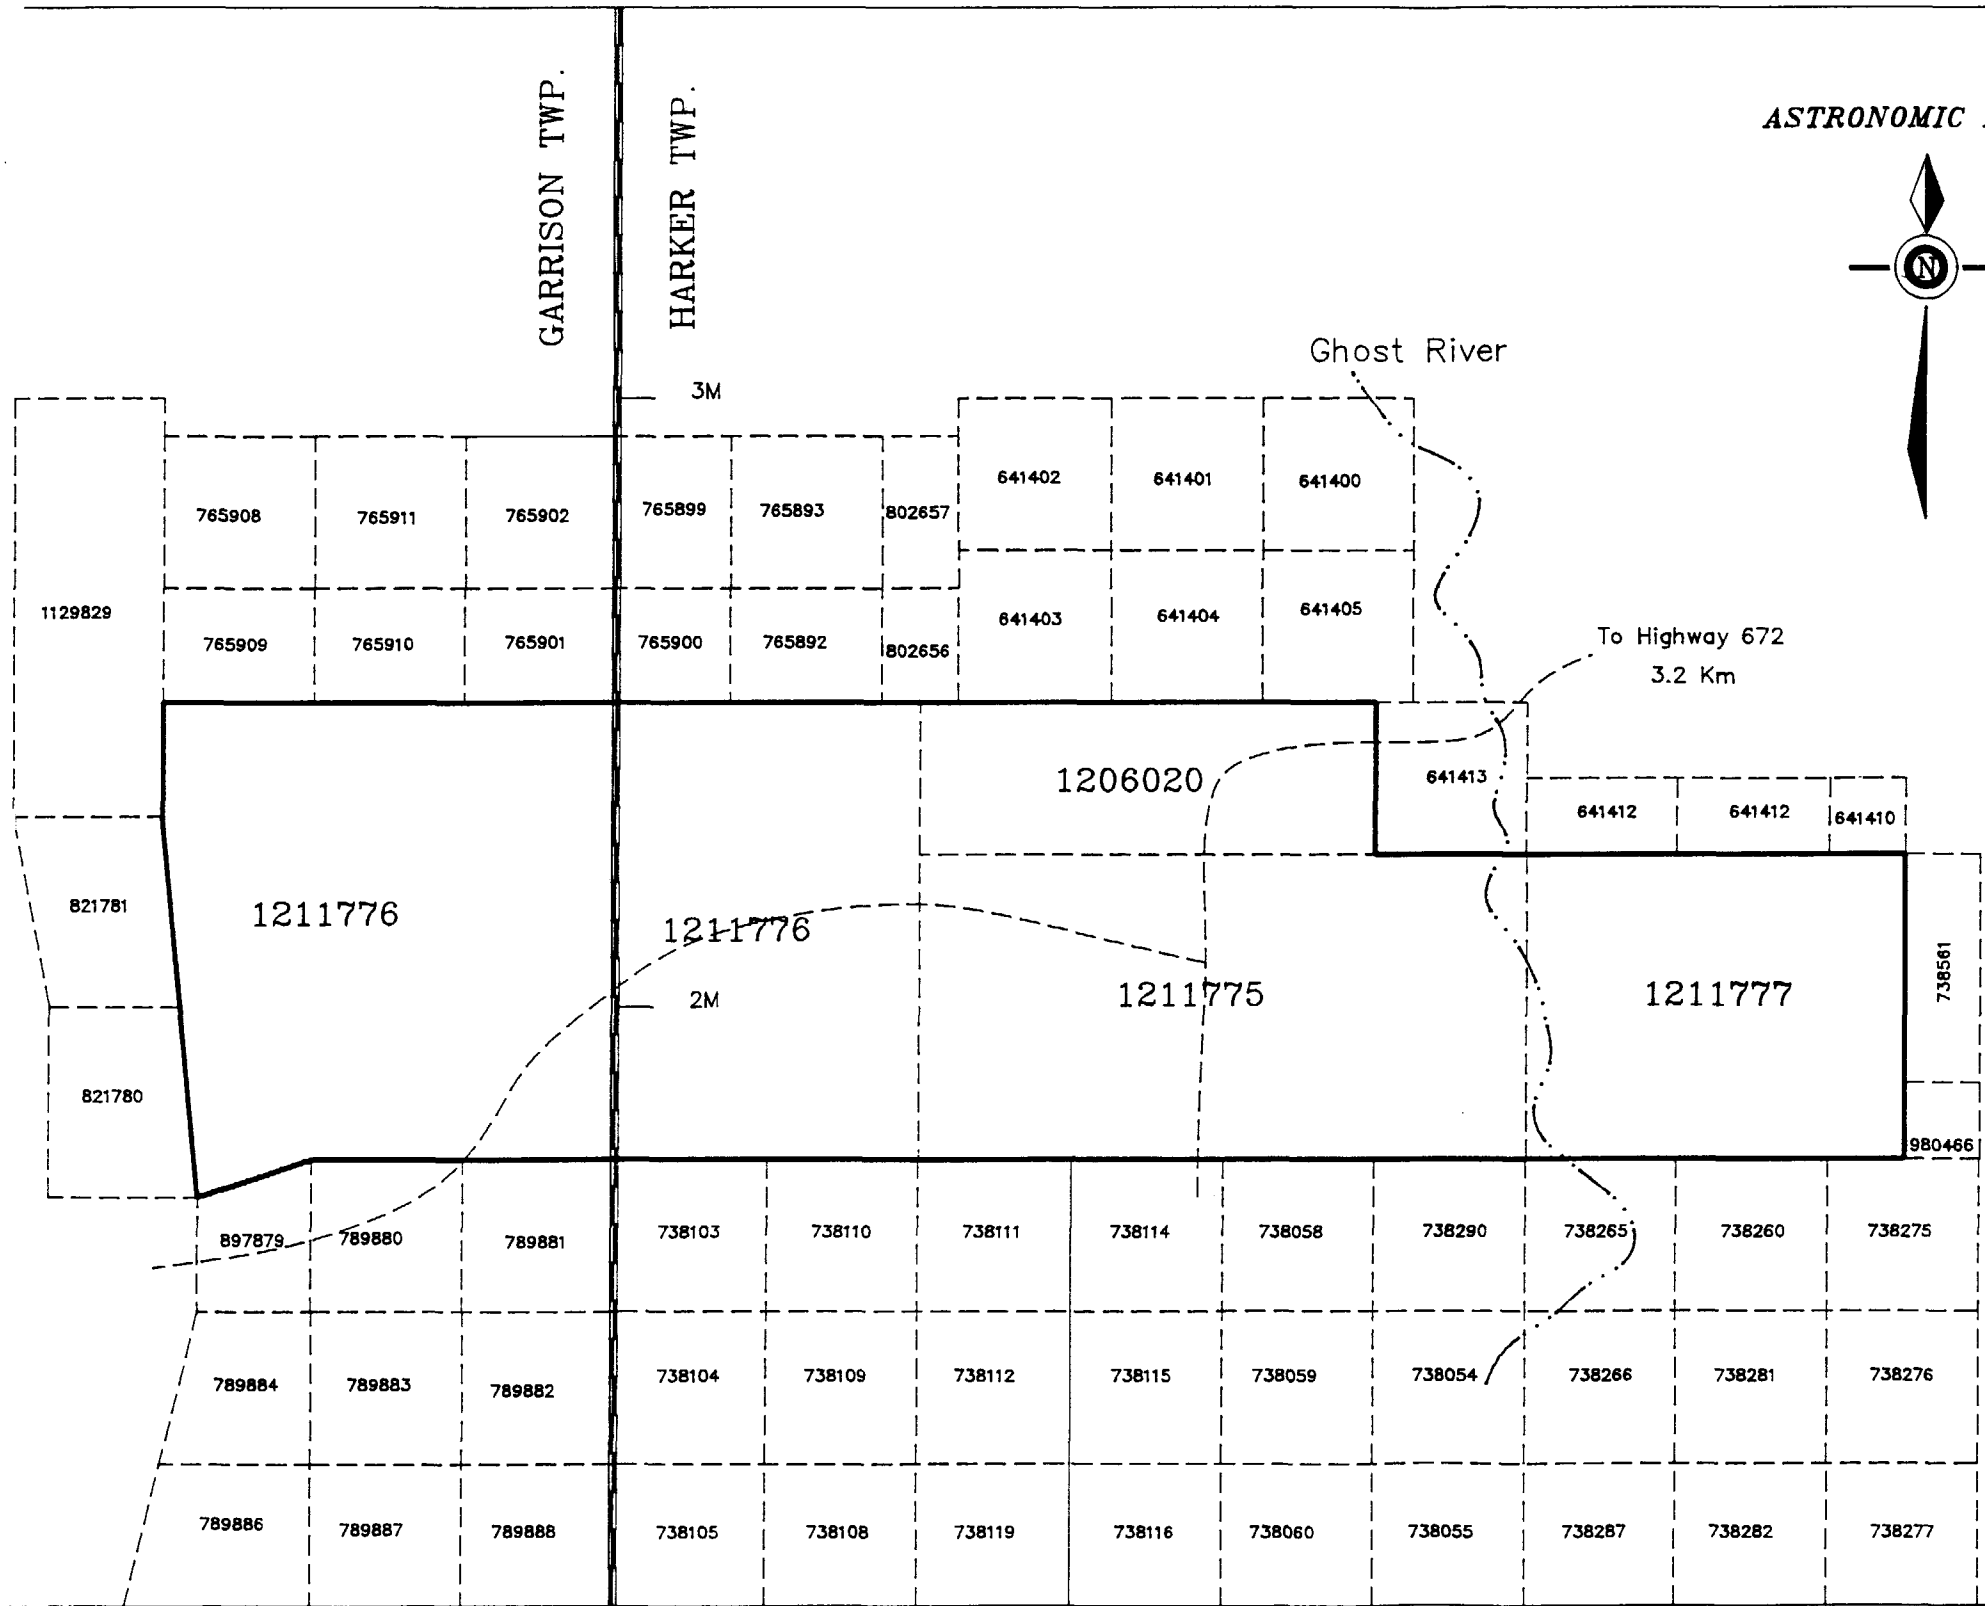 GARRISON TWP.
HARKER TWP.
ASTRONOMIC
N
Ghost River
3M
641402 641401 641400
765908 765911 765902 765899 765893 802657
1129829
641403 641404 641405
765909 765910 765901 765900 765892 802656
To Highway 672
3.2 Km
1206020
641413
641412 641412 641410
821781
1211776
1211776
738561
2M
1211775
1211777
821780
980466
897879 789880 789881 738103 738110 738111 738114 738058 738290 738265 738260 738275
789884 789883 789882 738104 738109 738112 738115 738059 738054 738266 738281 738276
789886 789887 789888 738105 738108 738119 738116 738060 738055 738287 738282 738277